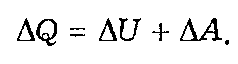 ΔQ = ΔU + ΔA.